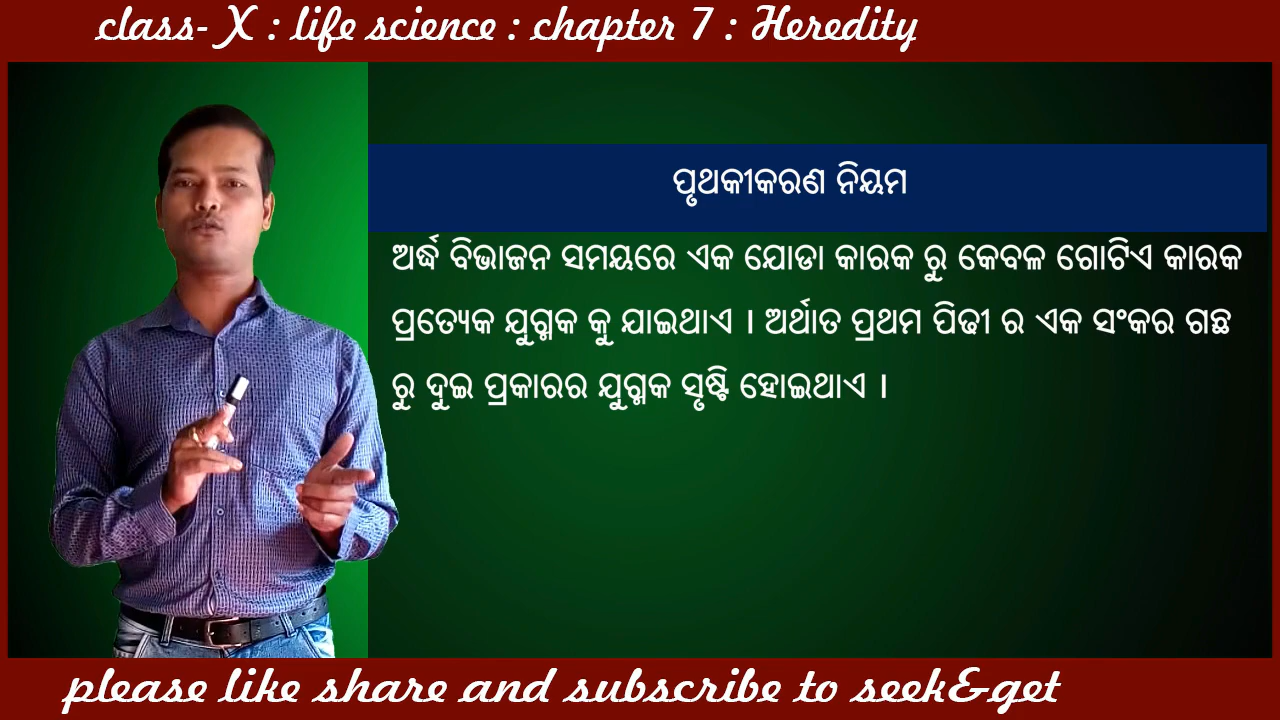 class- X : life science : chapter 7 : Heredity
ପୃଥକୀକରଣ ନିୟମ
ଅର୍ଦ୍ଧ ବିଭାଜନ ସମୟରେ ଏକ ଯୋଡା କାରକ ରୁ କେବଳ ଗୋଟିଏ କାରକ
ପ୍ରତ୍ୟେକ ଯୁଗ୍ମକ କୁ ଯାଇଥାଏ । ଅର୍ଥାତ ପ୍ରଥମ ପିଢୀ ର ଏକ ସଂକର ଗଛ
ରୁ ଦୁଇ ପ୍ରକାରର ଯୁଗ୍ମକ ସୃଷ୍ଟି ହୋଇଥାଏ ।
please like share and subscribe to seek&get